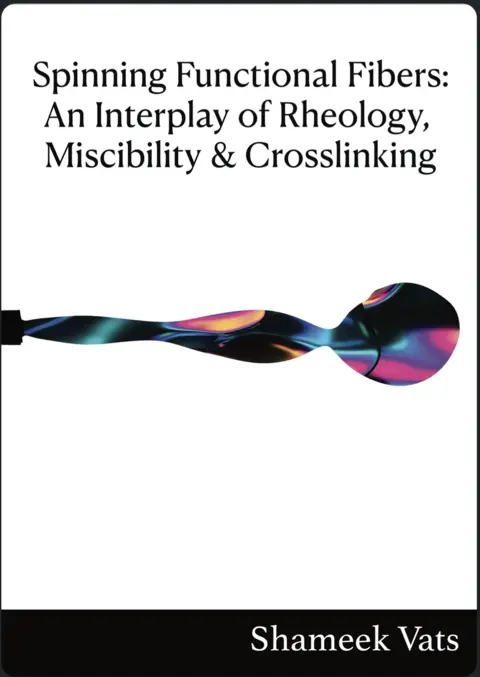 Spinning Functional Fibers:
An Interplay of Rheology,
Miscibility & Crosslinking
Shameek Vats